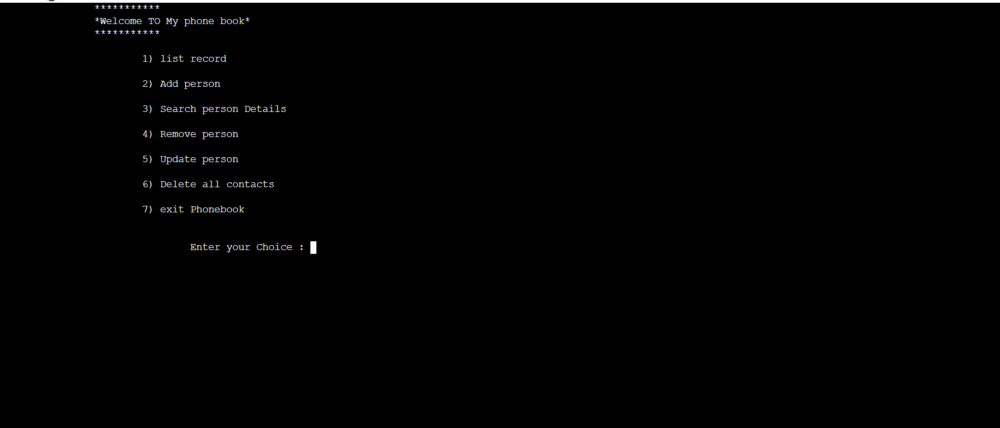 ***********
*Welcome TO My phone book*
***********
1) list record
2) Add person
3) Search person Details
4) Remove person
5) Update person
6) Delete all contacts
7) exit Phonebook
Enter your Choice :